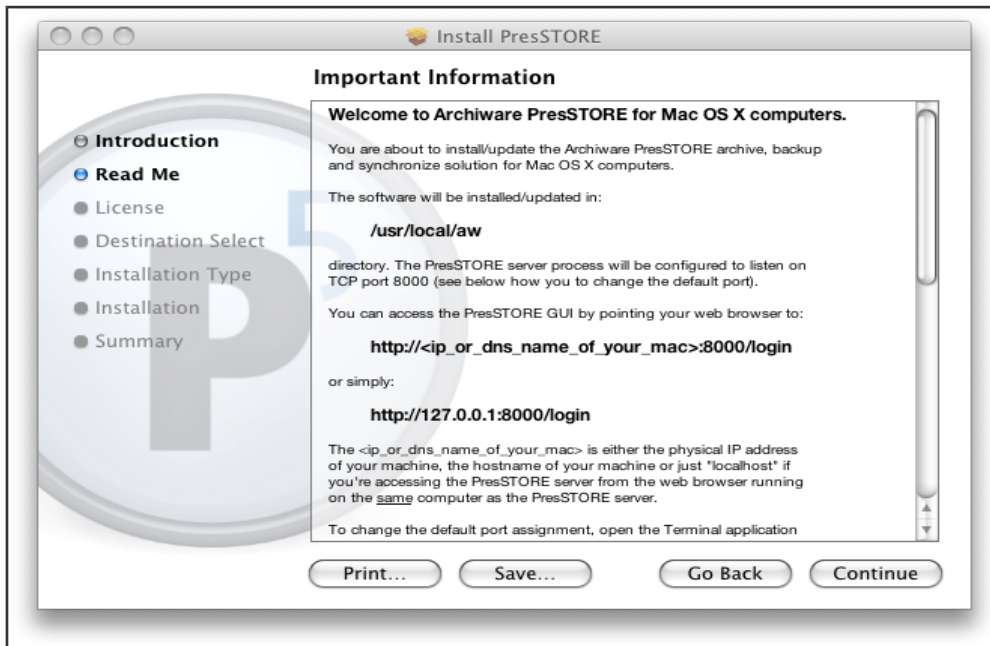 Install PresSTORE
Important Information
Introduction
Read Me
License
Destination Select
Installation Type
Installation
Summary
P5
Welcome to Archiware PresSTORE for Mac OS X computers.
You are about to install/update the Archiware PresSTORE archive, backup
and synchronize solution for Mac OS X computers.
The software will be installed/updated in:
/usr/local/aw
directory. The PresSTORE server process will be configured to listen on
TCP port 8000 (see below how you to change the default port).
You can access the PresSTORE GUI by pointing your web browser to:
http://<ip_or_dns_name_of_your_mac>:8000/login
or simply:
http://127.0.0.1:8000/login
The <ip_or_dns_name_of_your_mac> is either the physical IP address
of your machine, the hostname of your machine or just "localhost" if
you're accessing the PresSTORE server from the web browser running
on the same computer as the PresSTORE server.
To change the default port assignment, open the Terminal application
Print... Save... Go Back Continue